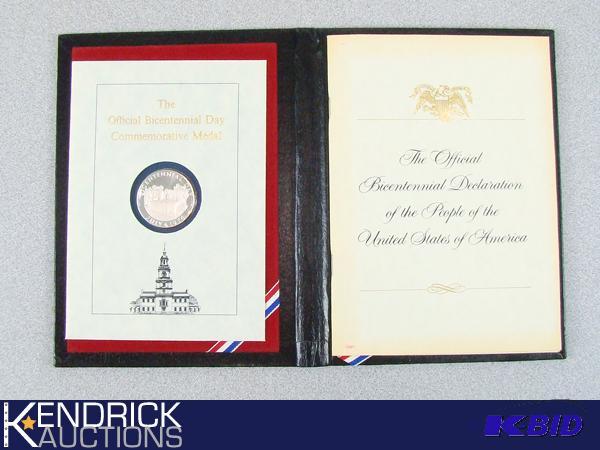 The
Official Bicentennial Day
Commemorative Medal
The Official
Bicentennial Declaration
of the People of the
United States of America
KENDRICK
AUCTIONS
K-BID